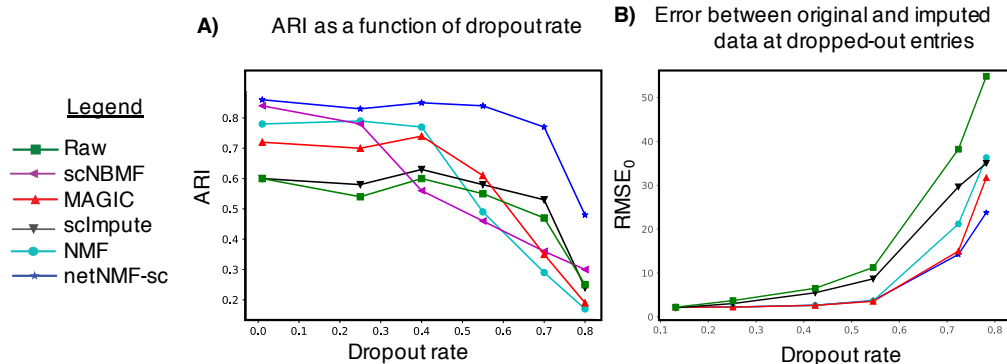 A) ARI as a function of dropout rate
B) Error between original and imputed
data at dropped-out entries
Legend
Raw
scNBMF
MAGIC
scImpute
NMF
netNMF-sc
ARI
0.8
0.7
0.6
0.5
0.4
0.3
0.2
0.0 0.1 0.2 0.3 0.4 0.5 0.6 0.7 0.8
Dropout rate
RMSE₀
50
40
30
20
10
0
0.1 0.2 0.3 0.4 0.5 0.6 0.7 0.8
Dropout rate